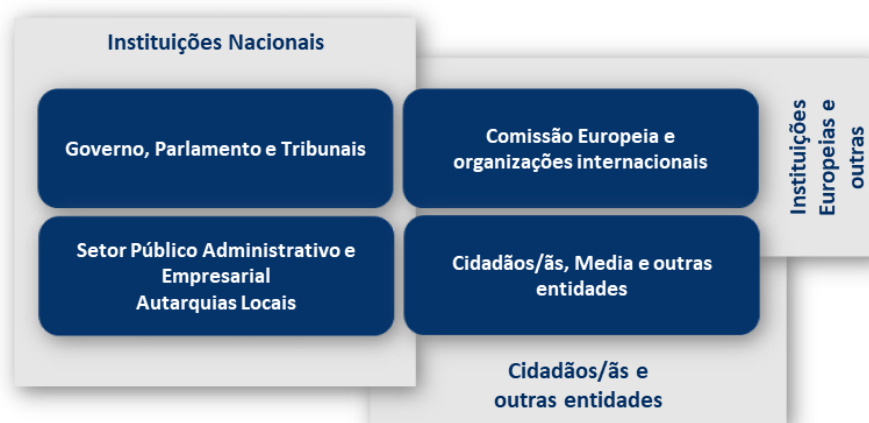 Instituições Nacionais
Governo, Parlamento e Tribunais
Comissão Europeia e
organizações internacionais
Instituições
Europeias e
outras
Setor Público Administrativo e
Empresarial
Autarquias Locais
Cidadãos/ãs, Media e outras
entidades
Cidadãos/ãs e
outras entidades